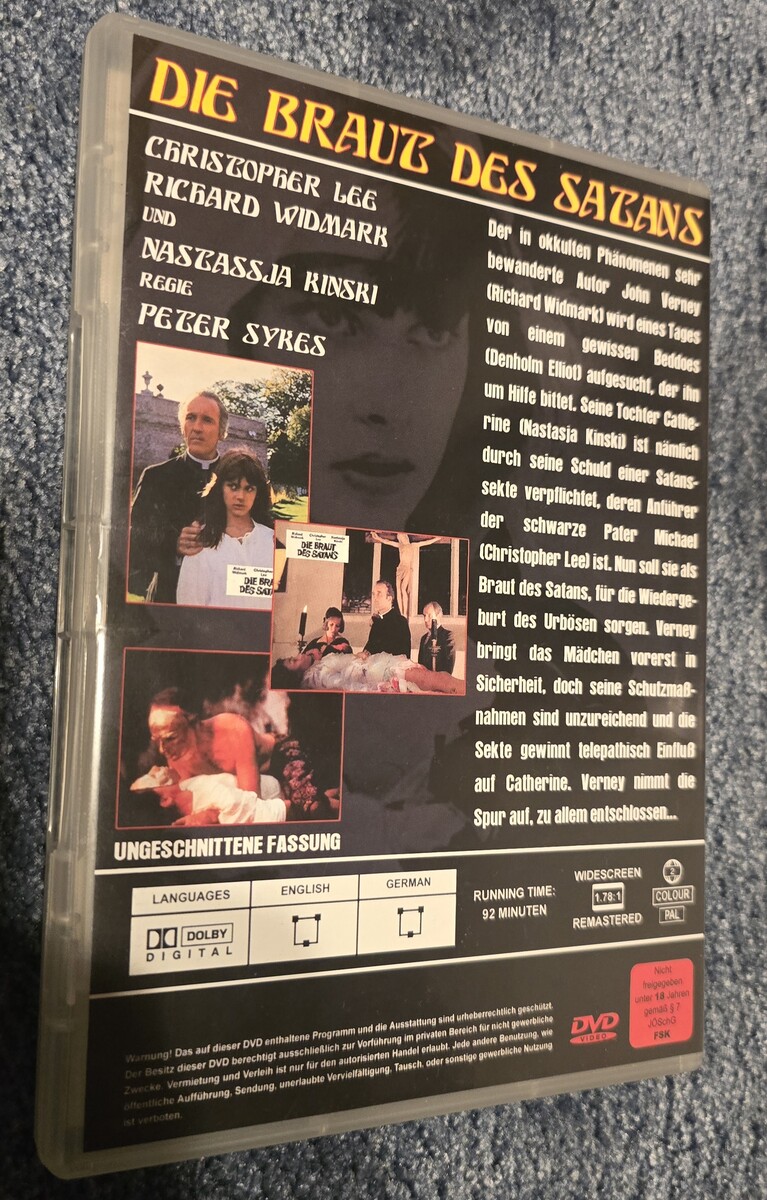 DIE BRAUT DES SATANS
CHRISTOPHER LEE
RICHARD WIDMARK
UND
NASTASSJA KINSKI
REGIE
PETER SYKES
Der in okkulten Phänomenen sehr
bewanderte Autor John Verney
(Richard Widmark) wird eines Tages
von einem gewissen Beddoes
(Denholm Elliot) aufgesucht, der ihn
um Hilfe bittet. Seine Tochter Cathe-
rine (Nastasja Kinski) ist nämlich
durch seine Schuld einer Satans-
sekte verpflichtet, deren Anführer
der schwarze Pater Michael
(Christopher Lee) ist. Nun soll sie als
Braut des Satans, für die Wiederge-
burt des Urbösen sorgen. Verney
bringt das Mädchen vorerst in
Sicherheit, doch seine Schutzmaß-
nahmen sind unzureichend und die
Sekte gewinnt telepathisch Einfluß
auf Catherine. Verney nimmt die
Spur auf, zu allem entschlossen...
DIE BRA
DES SATA
DIE BRAUT
DES SATANS
UNGESCHNITTENE FASSUNG
LANGUAGES ENGLISH GERMAN
DOLBY
DIGITAL
RUNNING TIME:
92 MINUTEN
WIDESCREEN
1.78:1
REMASTERED
2
COLOUR
PAL
Warnung! Das auf dieser DVD enthaltene Programm und die Ausstattung sind urheberrechtlich geschützt.
Der Besitz dieser DVD berechtigt ausschließlich zur Vorführung im privaten Bereich für nicht gewerbliche
Zwecke. Vermietung und Verleih ist nur für den autorisierten Handel erlaubt. Jede andere Benutzung, wie
öffentliche Aufführung, Sendung, unerlaubte Vervielfältigung, Tausch, oder sonstige gewerbliche Nutzung
ist verboten.
DVD
VIDEO
Nicht
freigegeben
unter 18 Jahren
gemäß § 7
JÖSchG
FSK